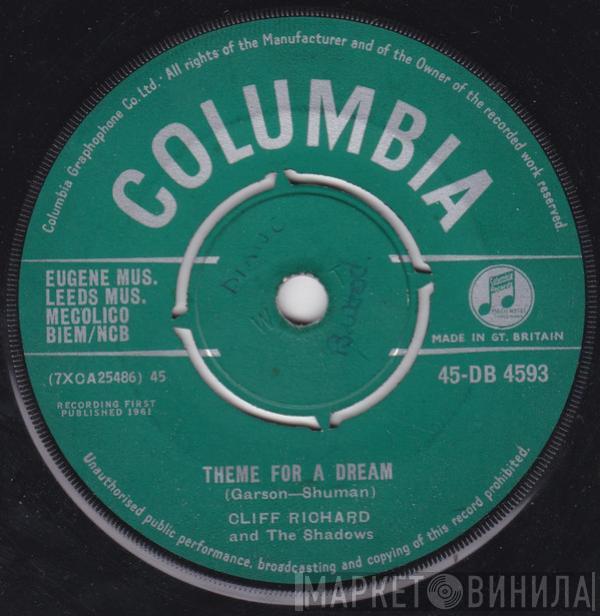 Columbia Graphophone Co. Ltd. · All rights of the Manufacturer and of the Owner of the recorded work reserved.
COLUMBIA
EUGENE MUS.
LEEDS MUS.
MEGOLICO
BIEM/NCB
MADE IN GT. BRITAIN
(7XCA25486) 45
45-DB 4593
RECORDING FIRST
PUBLISHED 1961
THEME FOR A DREAM
(Garson—Shuman)
CLIFF RICHARD
and The Shadows
Unauthorised public performance, broadcasting and copying of this record prohibited.
МАРКЕТ ВИНИЛА